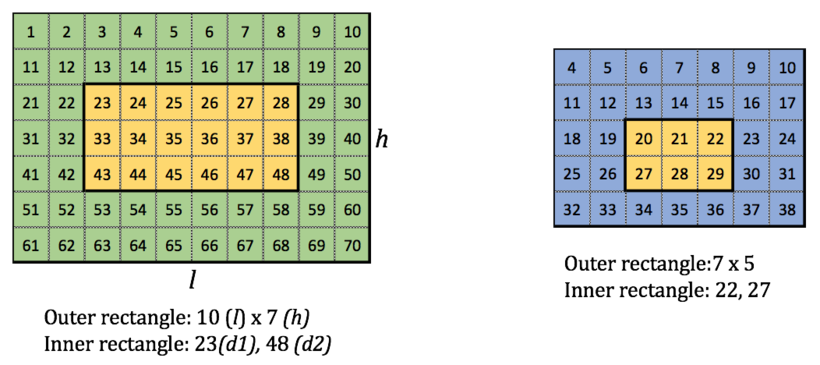 1 2 3 4 5 6 7 8 9 10
11 12 13 14 15 16 17 18 19 20
21 22 23 24 25 26 27 28 29 30
31 32 33 34 35 36 37 38 39 40 h
41 42 43 44 45 46 47 48 49 50
51 52 53 54 55 56 57 58 59 60
61 62 63 64 65 66 67 68 69 70
l
Outer rectangle: 10 (l) x 7 (h)
Inner rectangle: 23(d1), 48 (d2)
4 5 6 7 8 9 10
11 12 13 14 15 16 17
18 19 20 21 22 23 24
25 26 27 28 29 30 31
32 33 34 35 36 37 38
Outer rectangle:7 x 5
Inner rectangle: 22, 27